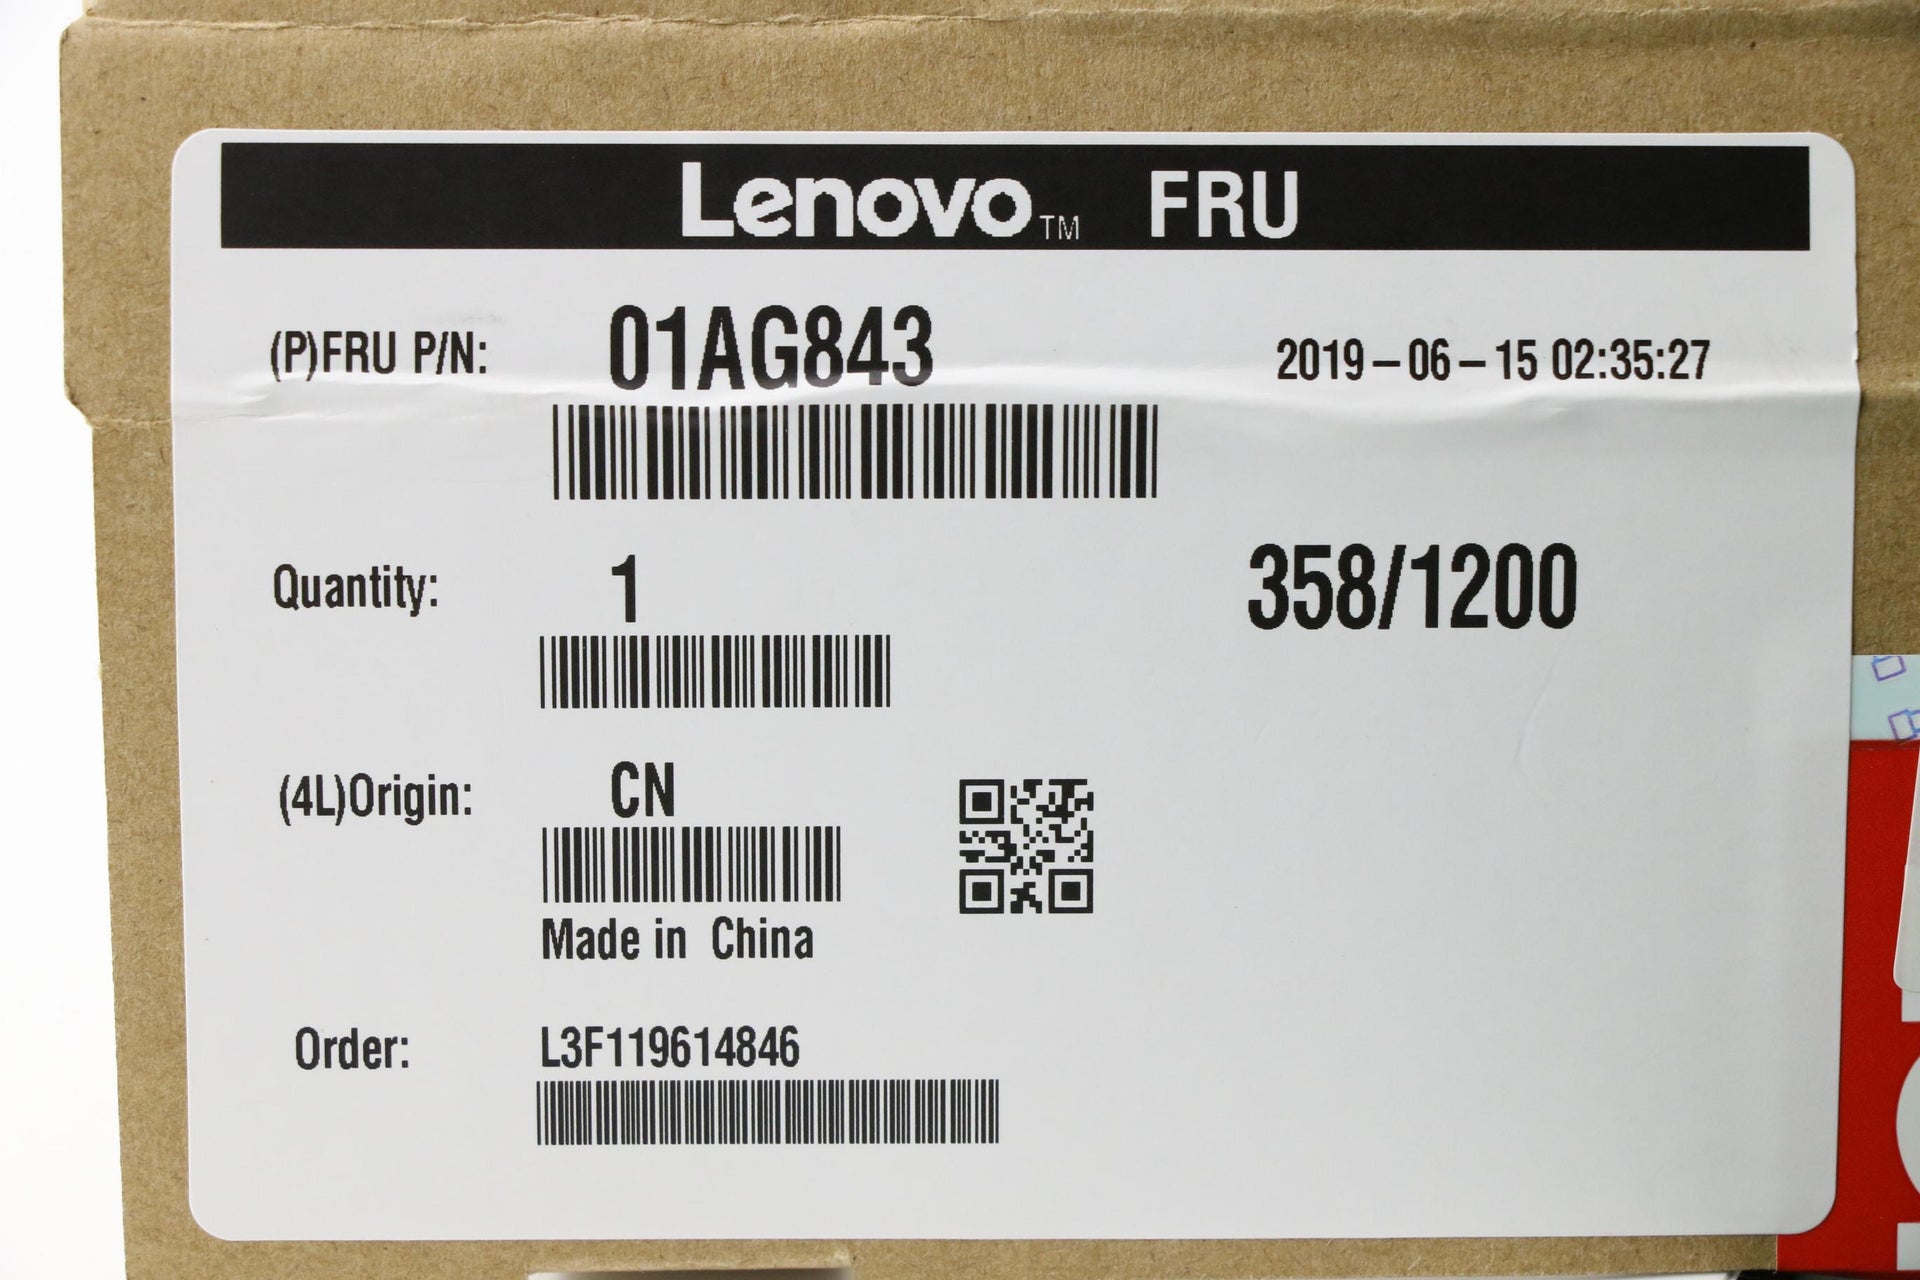 Lenovo™ FRU
(P)FRU P/N: 01AG843 2019-06-15 02:35:27
Quantity: 1 358/1200
(4L)Origin: CN
Made in China
Order: L3F119614846